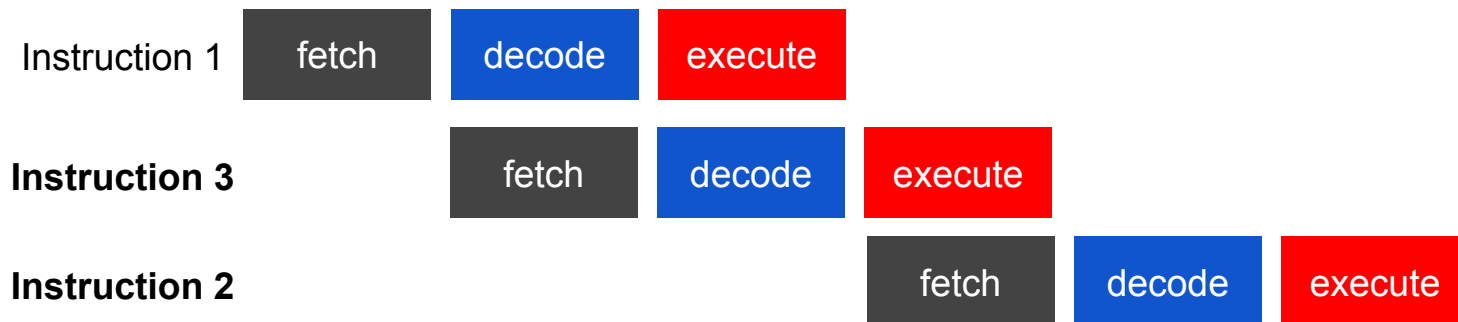 Instruction 1 fetch decode execute
Instruction 3 fetch decode execute
Instruction 2 fetch decode execute